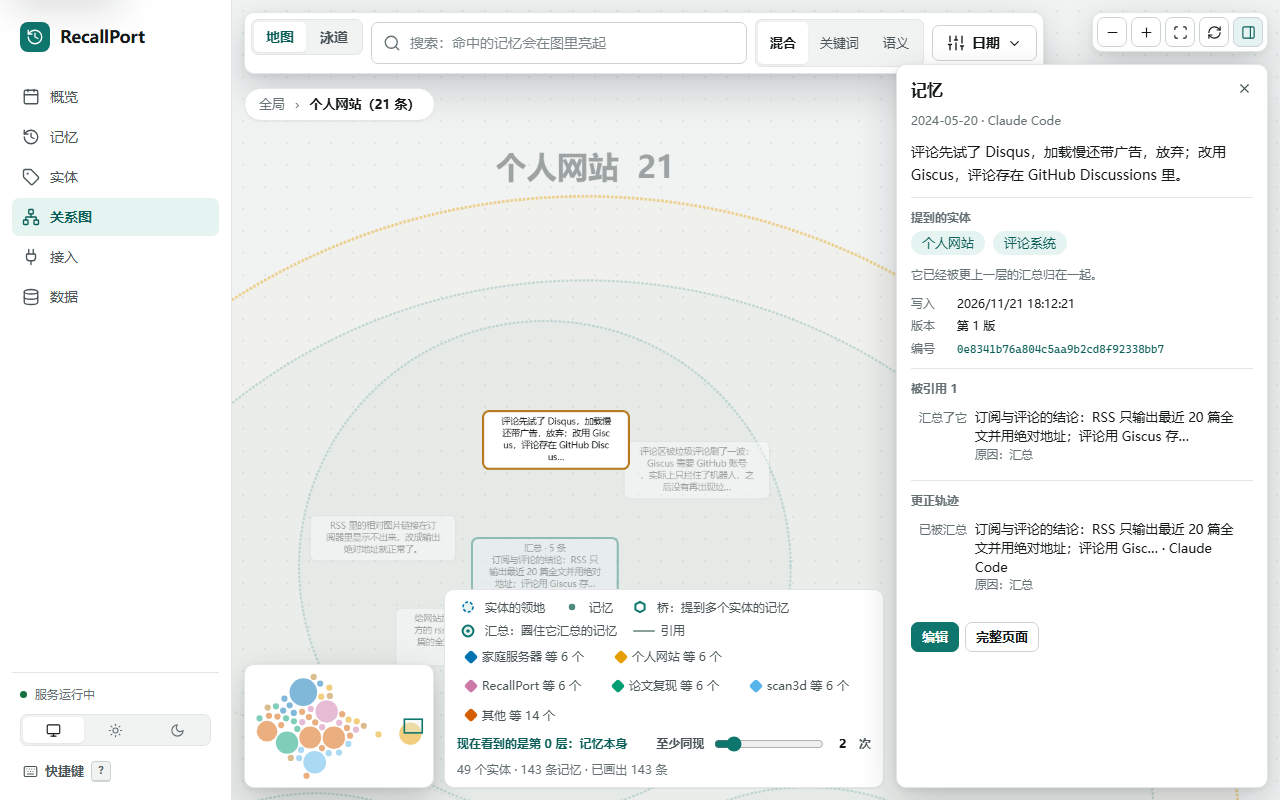 RecallPort
概览
记忆
实体
关系图
接入
数据
服务运行中
快捷键 ?
地图 泳道
搜索：命中的记忆会在图里亮起
混合 关键词 语义
日期
全局 › 个人网站（21 条）
个人网站 21
评论先试了 Disqus，加载慢
还带广告，放弃；改用 Gisc
us，评论存在 GitHub Disc
us…
评论区被垃圾评论刷了一波：
Giscus 需要 GitHub 账号
，实际上只拦住了机器人，之
后没有再出现垃…
RSS 里的相对图片链接在订
阅器里显示不出来，改成输出
绝对地址就正常了。
汇总 · 5 条
订阅与评论的结论：RSS 只
输出最近 20 篇全文并用绝对
地址；评论用 Giscus 存…
给网站加
方的 rss
篇的全
实体的领地 记忆 桥：提到多个实体的记忆
汇总：圈住它汇总的记忆 引用
家庭服务器 等 6 个 个人网站 等 6 个
RecallPort 等 6 个 论文复现 等 6 个 scan3d 等 6 个
其他 等 14 个
现在看到的是第 0 层：记忆本身 至少同现 2 次
49 个实体 · 143 条记忆 · 已画出 143 条
记忆
2024-05-20 · Claude Code
评论先试了 Disqus，加载慢还带广告，放弃；改用
Giscus，评论存在 GitHub Discussions 里。
提到的实体
个人网站 评论系统
它已经被更上一层的汇总归在一起。
写入 2026/11/21 18:12:21
版本 第 1 版
编号 0e8341b76a804c5aa9b2cd8f92338bb7
被引用 1
汇总了它 订阅与评论的结论：RSS 只输出最近 20 篇全
文并用绝对地址；评论用 Giscus 存…
原因：汇总
更正轨迹
已被汇总 订阅与评论的结论：RSS 只输出最近 20 篇全
文并用绝对地址；评论用 Gisc… · Claude
Code
原因：汇总
编辑 完整页面